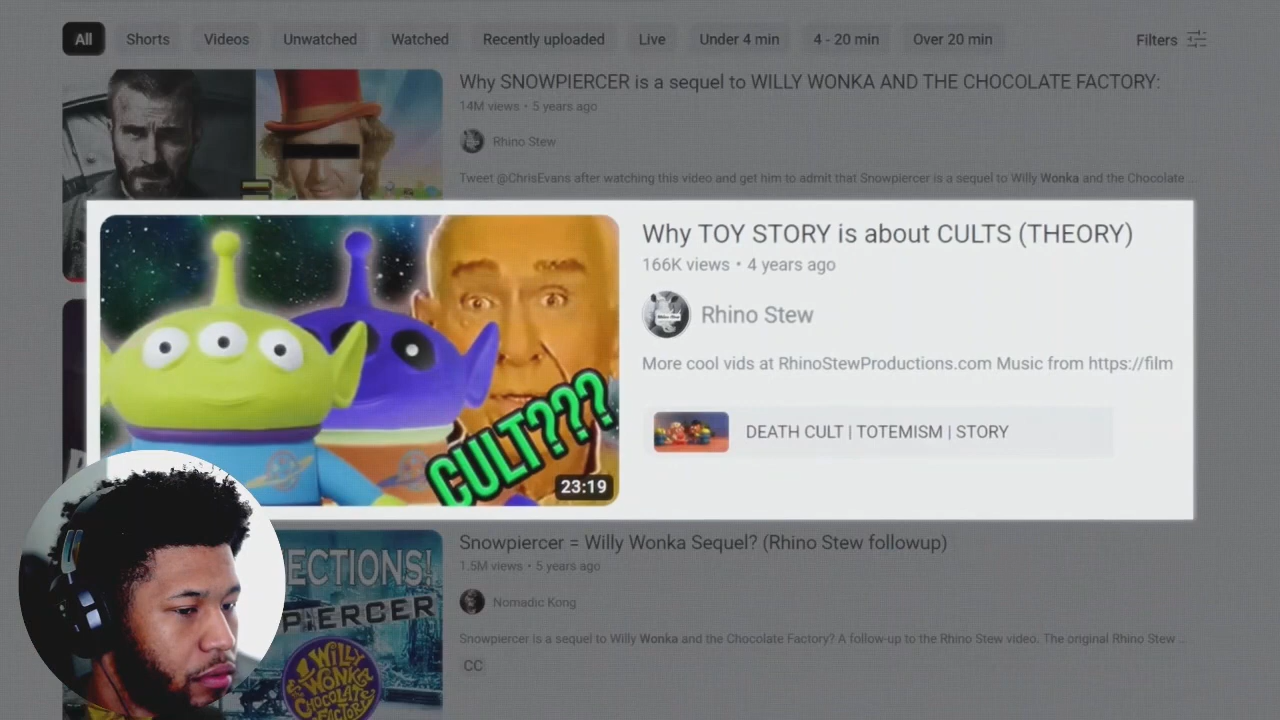 All Shorts Videos Unwatched Watched Recently uploaded Live Under 4 min 4 - 20 min Over 20 min Filters
Why SNOWPIERCER is a sequel to WILLY WONKA AND THE CHOCOLATE FACTORY:
14M views • 5 years ago
Rhino Stew
Tweet @ChrisEvans after watching this video and get him to admit that Snowpiercer is a sequel to Willy Wonka and the Chocolate ...
Why TOY STORY is about CULTS (THEORY)
166K views • 4 years ago
Rhino Stew
More cool vids at RhinoStewProductions.com Music from https://film
DEATH CULT | TOTEMISM | STORY
CULT???
23:19
Snowpiercer = Willy Wonka Sequel? (Rhino Stew followup)
1.5M views • 5 years ago
Nomadic Kong
Snowpiercer is a sequel to Willy Wonka and the Chocolate Factory? A follow-up to the Rhino Stew video. The original Rhino Stew ...
CC
ECTIONS!
PIERCER
WILLY
WONKA
CHOCOLATE
FACTORY